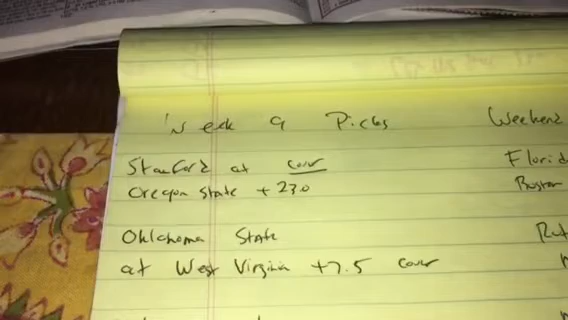 Week 9 Picks
Weekend
Stanford at cover
Oregon State +23.0
Florid
Boston
Oklahoma State
at West Virginia +7.5 cover
Rut